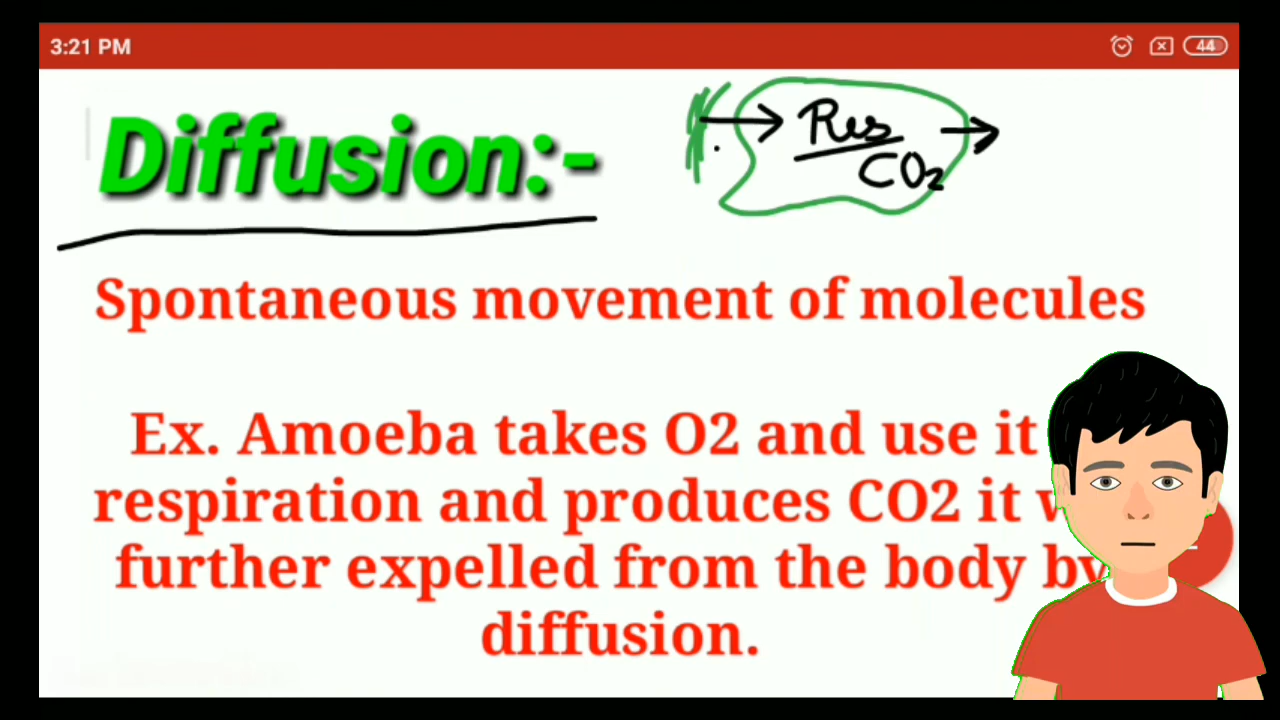 3:21 PM
44
Diffusion:-
Res
CO2
Spontaneous movement of molecules
Ex. Amoeba takes O2 and use it
respiration and produces CO2 it
further expelled from the body by
diffusion.